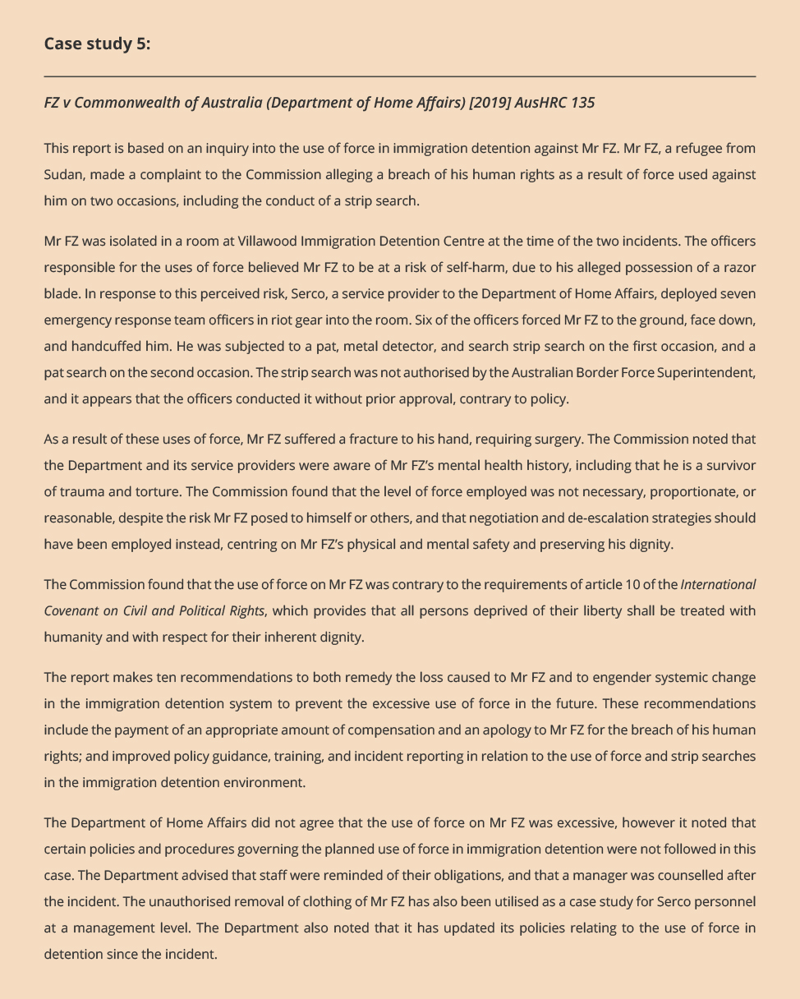 Case study 5:
FZ v Commonwealth of Australia (Department of Home Affairs) [2019] AusHRC 135
This report is based on an inquiry into the use of force in immigration detention against Mr FZ. Mr FZ, a refugee from
Sudan, made a complaint to the Commission alleging a breach of his human rights as a result of force used against
him on two occasions, including the conduct of a strip search.
Mr FZ was isolated in a room at Villawood Immigration Detention Centre at the time of the two incidents. The officers
responsible for the uses of force believed Mr FZ to be at a risk of self-harm, due to his alleged possession of a razor
blade. In response to this perceived risk, Serco, a service provider to the Department of Home Affairs, deployed seven
emergency response team officers in riot gear into the room. Six of the officers forced Mr FZ to the ground, face down,
and handcuffed him. He was subjected to a pat, metal detector, and search strip search on the first occasion, and a
pat search on the second occasion. The strip search was not authorised by the Australian Border Force Superintendent,
and it appears that the officers conducted it without prior approval, contrary to policy.
As a result of these uses of force, Mr FZ suffered a fracture to his hand, requiring surgery. The Commission noted that
the Department and its service providers were aware of Mr FZ’s mental health history, including that he is a survivor
of trauma and torture. The Commission found that the level of force employed was not necessary, proportionate, or
reasonable, despite the risk Mr FZ posed to himself or others, and that negotiation and de-escalation strategies should
have been employed instead, centring on Mr FZ’s physical and mental safety and preserving his dignity.
The Commission found that the use of force on Mr FZ was contrary to the requirements of article 10 of the International
Covenant on Civil and Political Rights, which provides that all persons deprived of their liberty shall be treated with
humanity and with respect for their inherent dignity.
The report makes ten recommendations to both remedy the loss caused to Mr FZ and to engender systemic change
in the immigration detention system to prevent the excessive use of force in the future. These recommendations
include the payment of an appropriate amount of compensation and an apology to Mr FZ for the breach of his human
rights; and improved policy guidance, training, and incident reporting in relation to the use of force and strip searches
in the immigration detention environment.
The Department of Home Affairs did not agree that the use of force on Mr FZ was excessive, however it noted that
certain policies and procedures governing the planned use of force in immigration detention were not followed in this
case. The Department advised that staff were reminded of their obligations, and that a manager was counselled after
the incident. The unauthorised removal of clothing of Mr FZ has also been utilised as a case study for Serco personnel
at a management level. The Department also noted that it has updated its policies relating to the use of force in
detention since the incident.